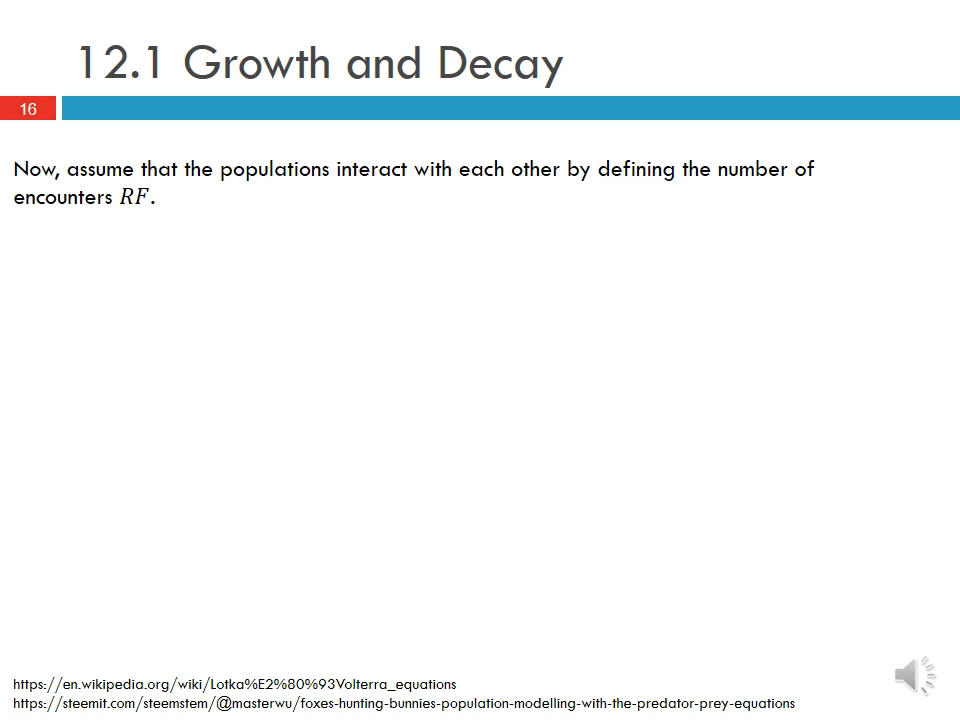 12.1 Growth and Decay
16
Now, assume that the populations interact with each other by defining the number of
encounters RF.
https://en.wikipedia.org/wiki/Lotka%E2%80%93Volterra_equations
https://steemit.com/steemstem/@masterwu/foxes-hunting-bunnies-population-modelling-with-the-predator-prey-equations